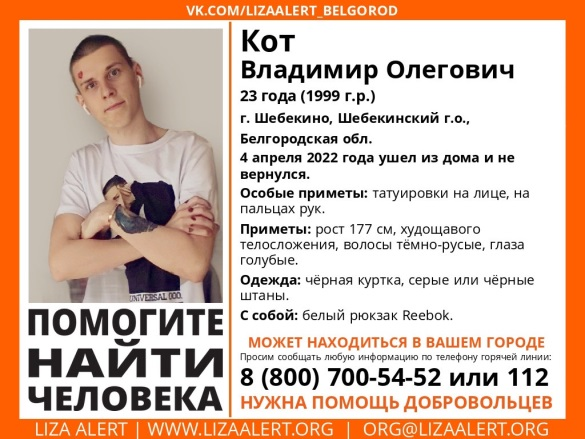 VK.COM/LIZAALERT_BELGOROD
Кот
Владимир Олегович
23 года (1999 г.р.)
г. Шебекино, Шебекинский г.о.,
Белгородская обл.
4 апреля 2022 года ушел из дома и не
вернулся.
Особые приметы: татуировки на лице, на
пальцах рук.
Приметы: рост 177 см, худощавого
телосложения, волосы тёмно-русые, глаза
голубые.
Одежда: чёрная куртка, серые или чёрные
штаны.
С собой: белый рюкзак Reebok.
UNIVERSAL
ПОМОГИТЕ
НАЙТИ
ЧЕЛОВЕКА
МОЖЕТ НАХОДИТЬСЯ В ВАШЕМ ГОРОДЕ
Просим сообщать любую информацию по телефону горячей линии:
8 (800) 700-54-52 или 112
НУЖНА ПОМОЩЬ ДОБРОВОЛЬЦЕВ
LIZA ALERT | WWW.LIZAALERT.ORG | ORG@LIZAALERT.ORG